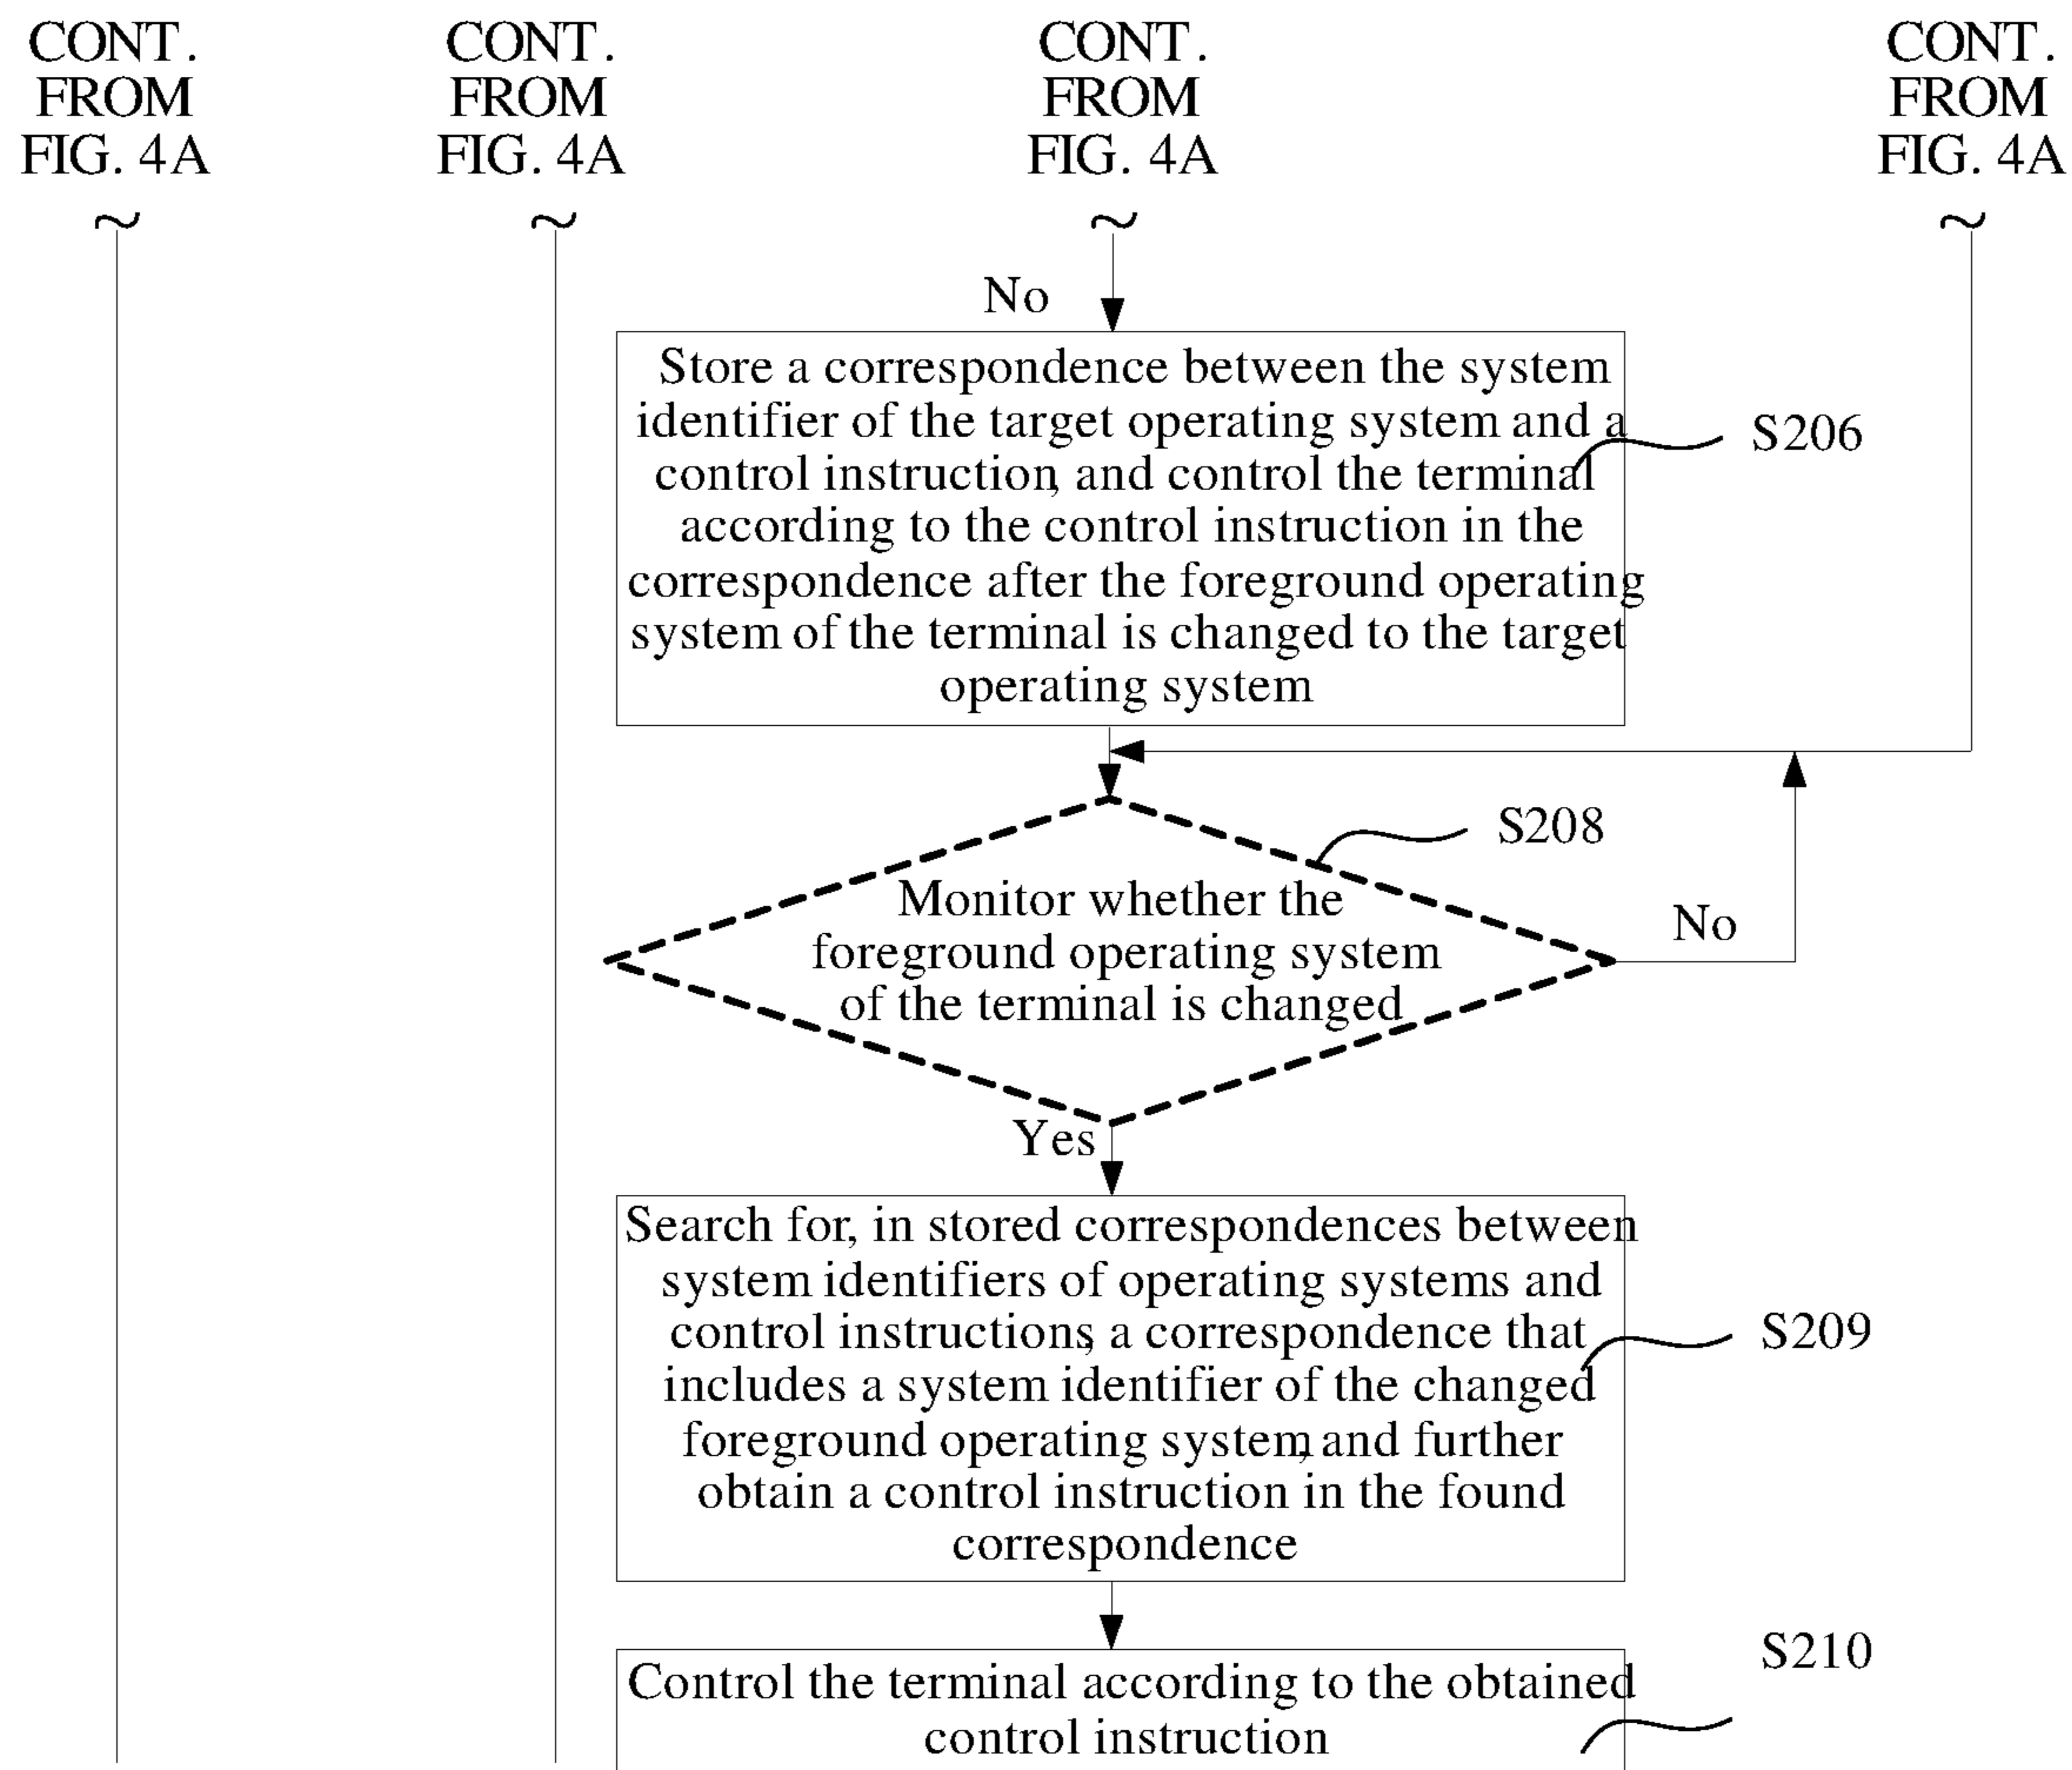 CONT.
FROM
FIG. 4A
CONT.
FROM
FIG. 4A
CONT.
FROM
FIG. 4A
CONT.
FROM
FIG. 4A
No
Store a correspondence between the system
identifier of the target operating system and a
control instruction, and control the terminal
according to the control instruction in the
correspondence after the foreground operating
system of the terminal is changed to the target
operating system
S206
S208
Monitor whether the
foreground operating system
of the terminal is changed
No
Yes
Search for, in stored correspondences between
system identifiers of operating systems and
control instructions, a correspondence that
includes a system identifier of the changed
foreground operating system, and further
obtain a control instruction in the found
correspondence
S209
S210
Control the terminal according to the obtained
control instruction